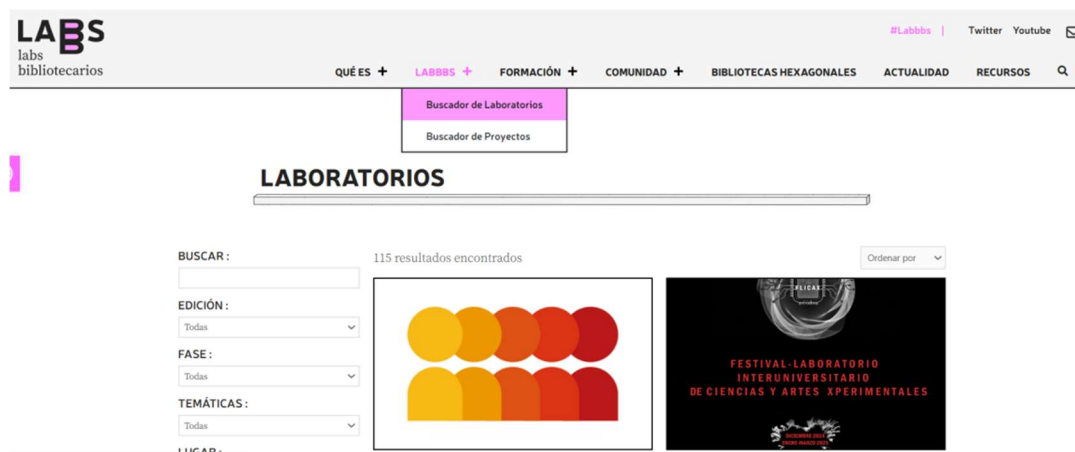 LABBS
labs
bibliotecarios
#Labbbs | Twitter Youtube
QUÉ ES + LABBBS + FORMACIÓN + COMUNIDAD + BIBLIOTECAS HEXAGONALES ACTUALIDAD RECURSOS
Buscador de Laboratorios
Buscador de Proyectos
LABORATORIOS
BUSCAR :
115 resultados encontrados
Ordenar por
EDICIÓN :
Todas
FASE :
Todas
TEMÁTICAS :
Todas
LUGAR :
FLICAX
FESTIVAL-LABORATORIO
INTERUNIVERSITARIO
DE CIENCIAS Y ARTES XPERIMENTALES